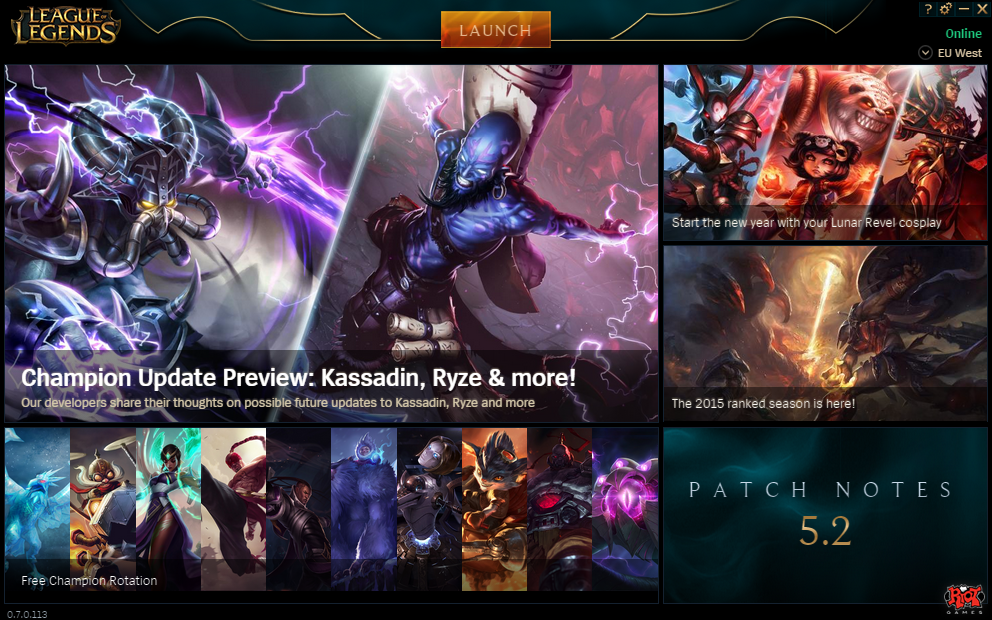 LEAGUE
OF
LEGENDS
LAUNCH
?
Online
EU West
Champion Update Preview: Kassadin, Ryze & more!
Our developers share their thoughts on possible future updates to Kassadin, Ryze and more
Start the new year with your Lunar Revel cosplay
The 2015 ranked season is here!
Free Champion Rotation
PATCH NOTES
5.2
RIOT
GAMES
0.7.0.113